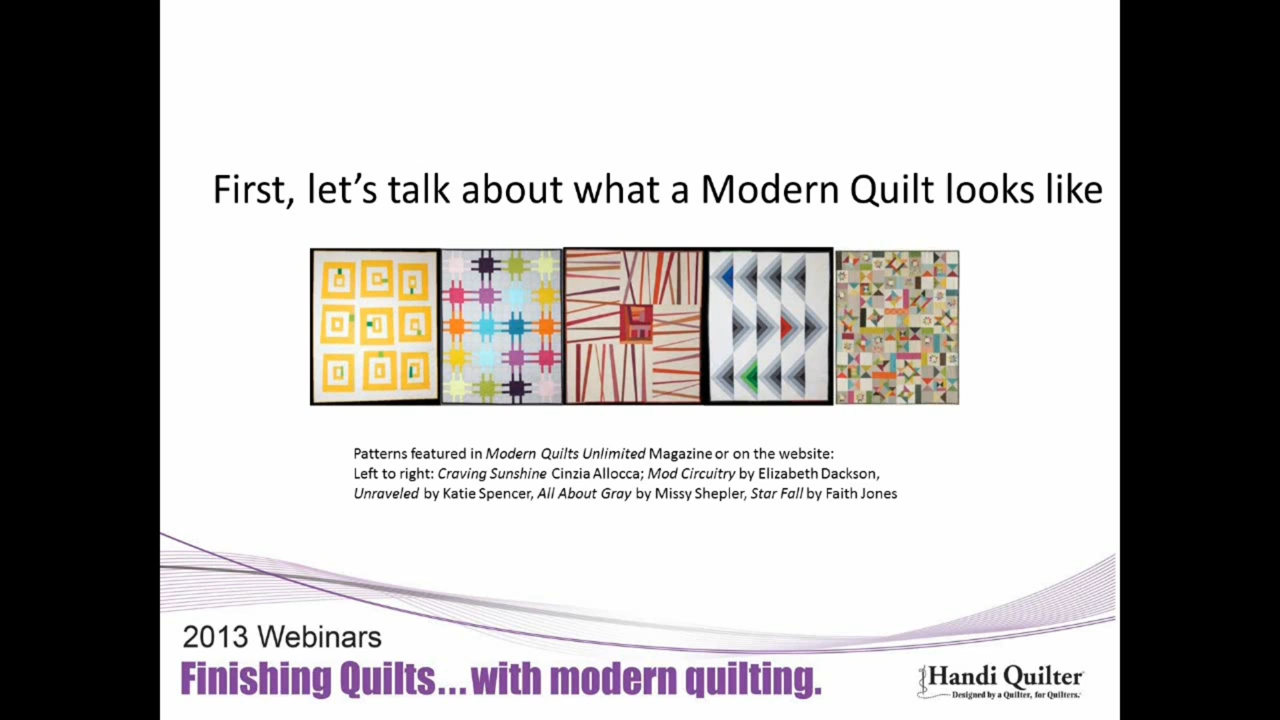 First, let's talk about what a Modern Quilt looks like
Patterns featured in Modern Quilts Unlimited Magazine or on the website:
Left to right: Craving Sunshine Cinzia Allocca; Mod Circuitry by Elizabeth Dackson,
Unraveled by Katie Spencer, All About Gray by Missy Shepler, Star Fall by Faith Jones
2013 Webinars
Finishing Quilts...with modern quilting.
Handi Quilter
Designed by a Quilter, for Quilters.